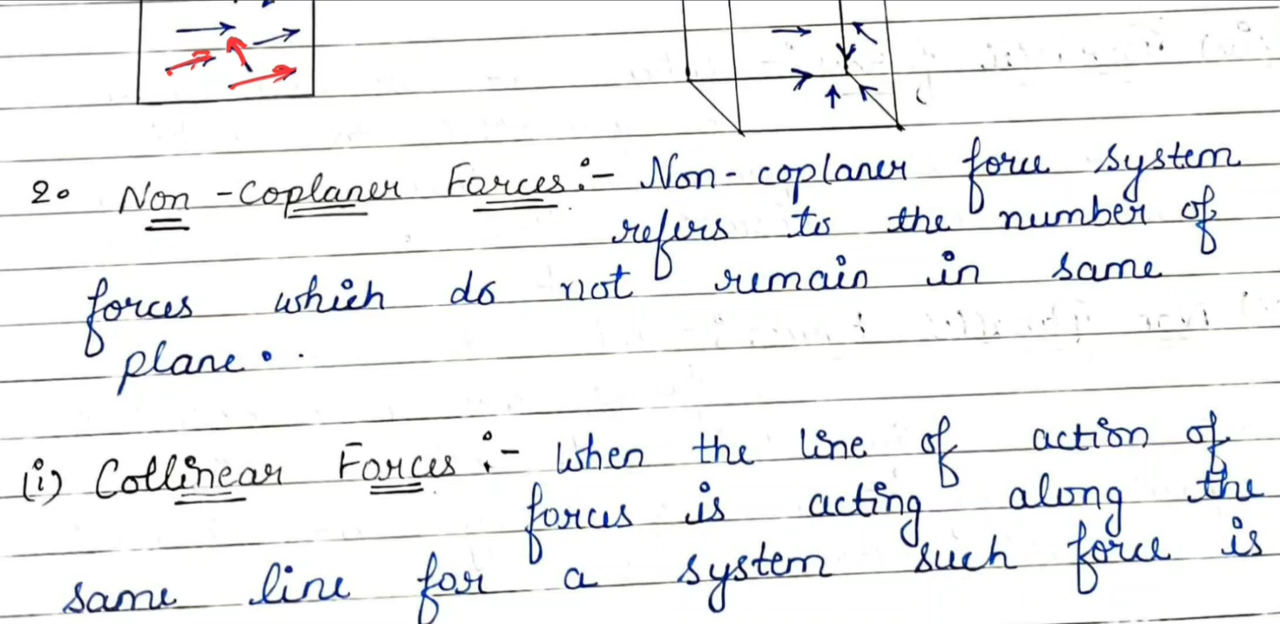 2. Non-Coplaner Forces:- Non-coplaner force system
refers to the number of
forces which do not remain in same
plane.
(i) Collinear Forces:- When the line of action of
forces is acting along the
same line for a system such force is